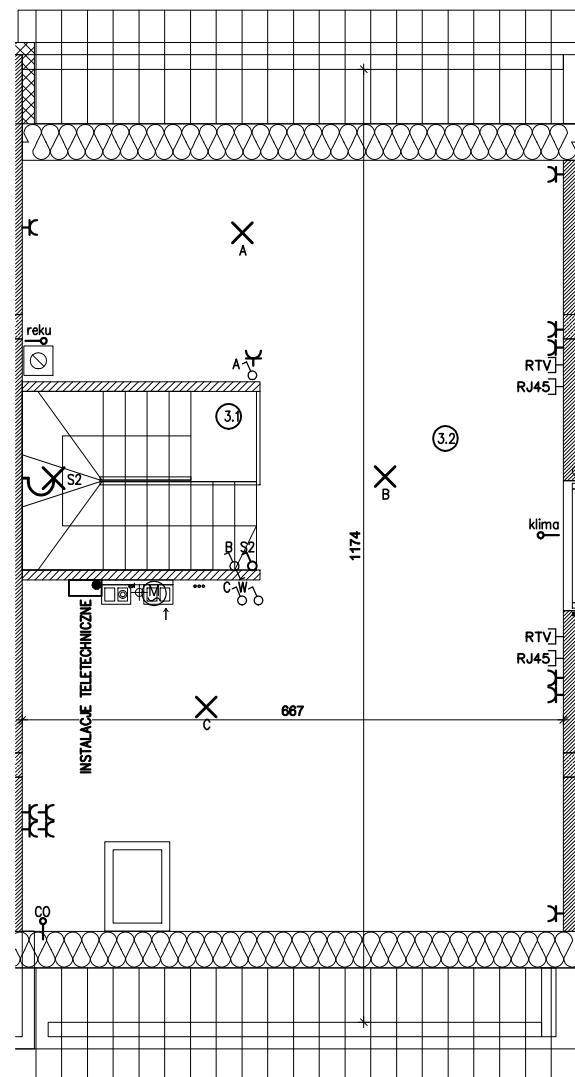 A
reku
RTV
A
RJ45
3.1
3.2
S2
B
klima
1174
B S2
C W
M
RTV
INSTALACJE TELETECHNICZNE
RJ45
667
C
CO